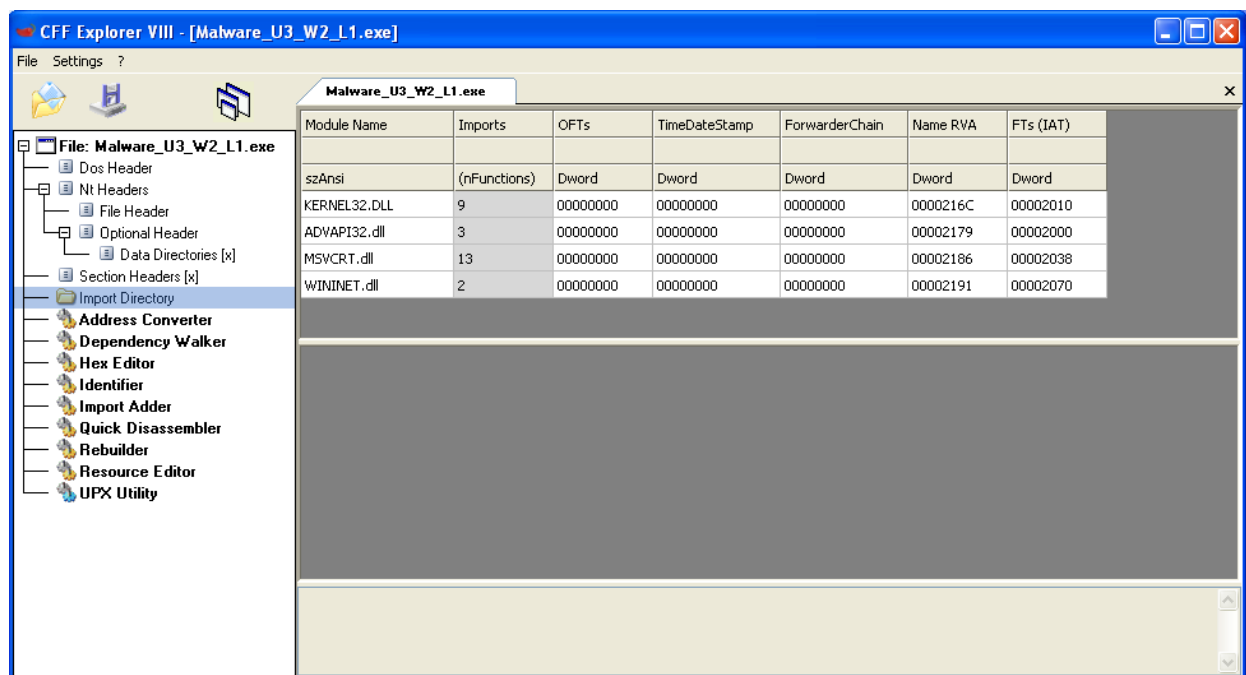 CFF Explorer VIII - [Malware_U3_W2_L1.exe]
File Settings ?
Malware_U3_W2_L1.exe
File: Malware_U3_W2_L1.exe
Dos Header
Nt Headers
File Header
Optional Header
Data Directories [x]
Section Headers [x]
Import Directory
Address Converter
Dependency Walker
Hex Editor
Identifier
Import Adder
Quick Disassembler
Rebuilder
Resource Editor
UPX Utility
Module Name Imports OFTs TimeDateStamp ForwarderChain Name RVA FTs (IAT)
szAnsi (nFunctions) Dword Dword Dword Dword Dword
KERNEL32.DLL 9 00000000 00000000 00000000 0000216C 00002010
ADVAPI32.dll 3 00000000 00000000 00000000 00002179 00002000
MSVCRT.dll 13 00000000 00000000 00000000 00002186 00002038
WININET.dll 2 00000000 00000000 00000000 00002191 00002070